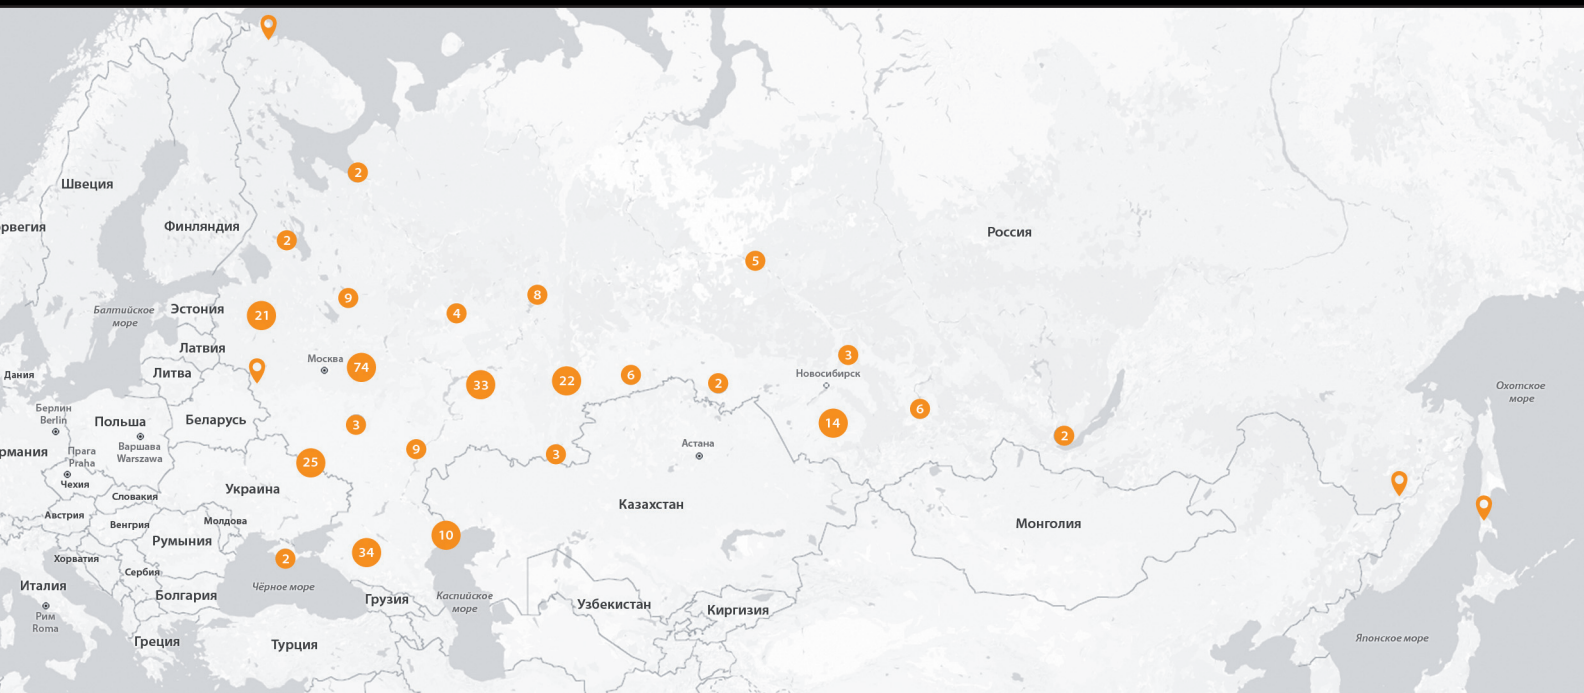 2
Швеция
рвегия
Финляндия
Россия
2
5
8
9
Эстония
Балтийское
море
21
4
Латвия
3
Москва
74
Литва
Дания
Новосибирск
33
22
6
2
Охотское
море
Берлин
Berlin
Польша
Беларусь
3
14
6
2
Варшава
Warszawa
Астана
рмания
Прага
Praha
9
3
25
Чехия
Украина
Словакия
Казахстан
Австрия
Венгрия
Молдова
Монголия
Румыния
10
Хорватия
2
34
Сербия
Италия
Болгария
Чёрное море
Грузия
Каспийское
море
Узбекистан
Киргизия
Рим
Roma
Греция
Турция
Японское море